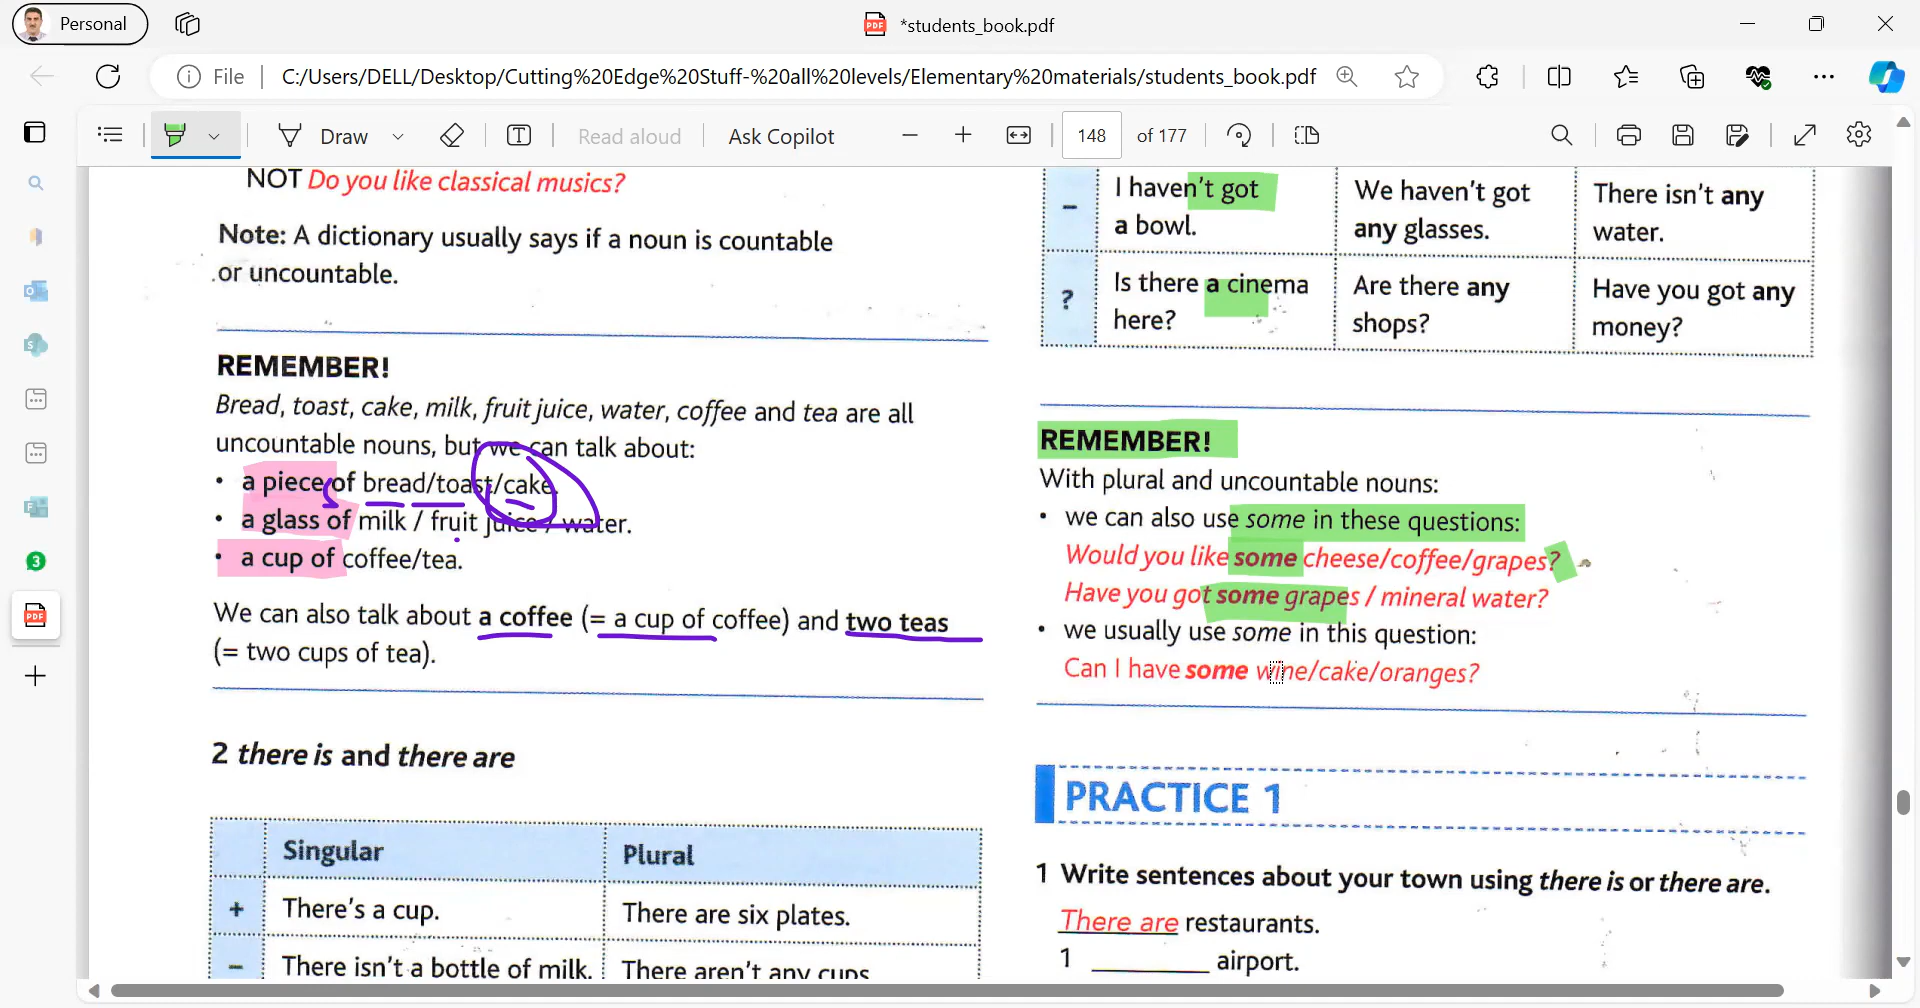 Personal
*students_book.pdf
File
C:/Users/DELL/Desktop/Cutting%20Edge%20Stuff-%20all%20levels/Elementary%20materials/students_book.pdf
Draw
Read aloud
Ask Copilot
148
of 177
NOT Do you like classical musics?
Note: A dictionary usually says if a noun is countable
or uncountable.
REMEMBER!
Bread, toast, cake, milk, fruit juice, water, coffee and tea are all
uncountable nouns, but we can talk about:
• a piece of bread/toast/cake.
s
• a glass of milk / fruit juice / water.
• a cup of coffee/tea.
We can also talk about a coffee (= a cup of coffee) and two teas
(= two cups of tea).
2 there is and there are
Singular
Plural
+
There's a cup.
There are six plates.
–
There isn't a bottle of milk.
There aren't any cups
–
I haven't got
a bowl.
We haven't got
any glasses.
There isn't any
water.
?
Is there a cinema
here?
Are there any
shops?
Have you got any
money?
REMEMBER!
With plural and uncountable nouns:
• we can also use some in these questions:
Would you like some cheese/coffee/grapes?
Have you got some grapes / mineral water?
• we usually use some in this question:
Can I have some wine/cake/oranges?
PRACTICE 1
1 Write sentences about your town using there is or there are.
There are restaurants.
1 ________ airport.
3
PDF
PDF